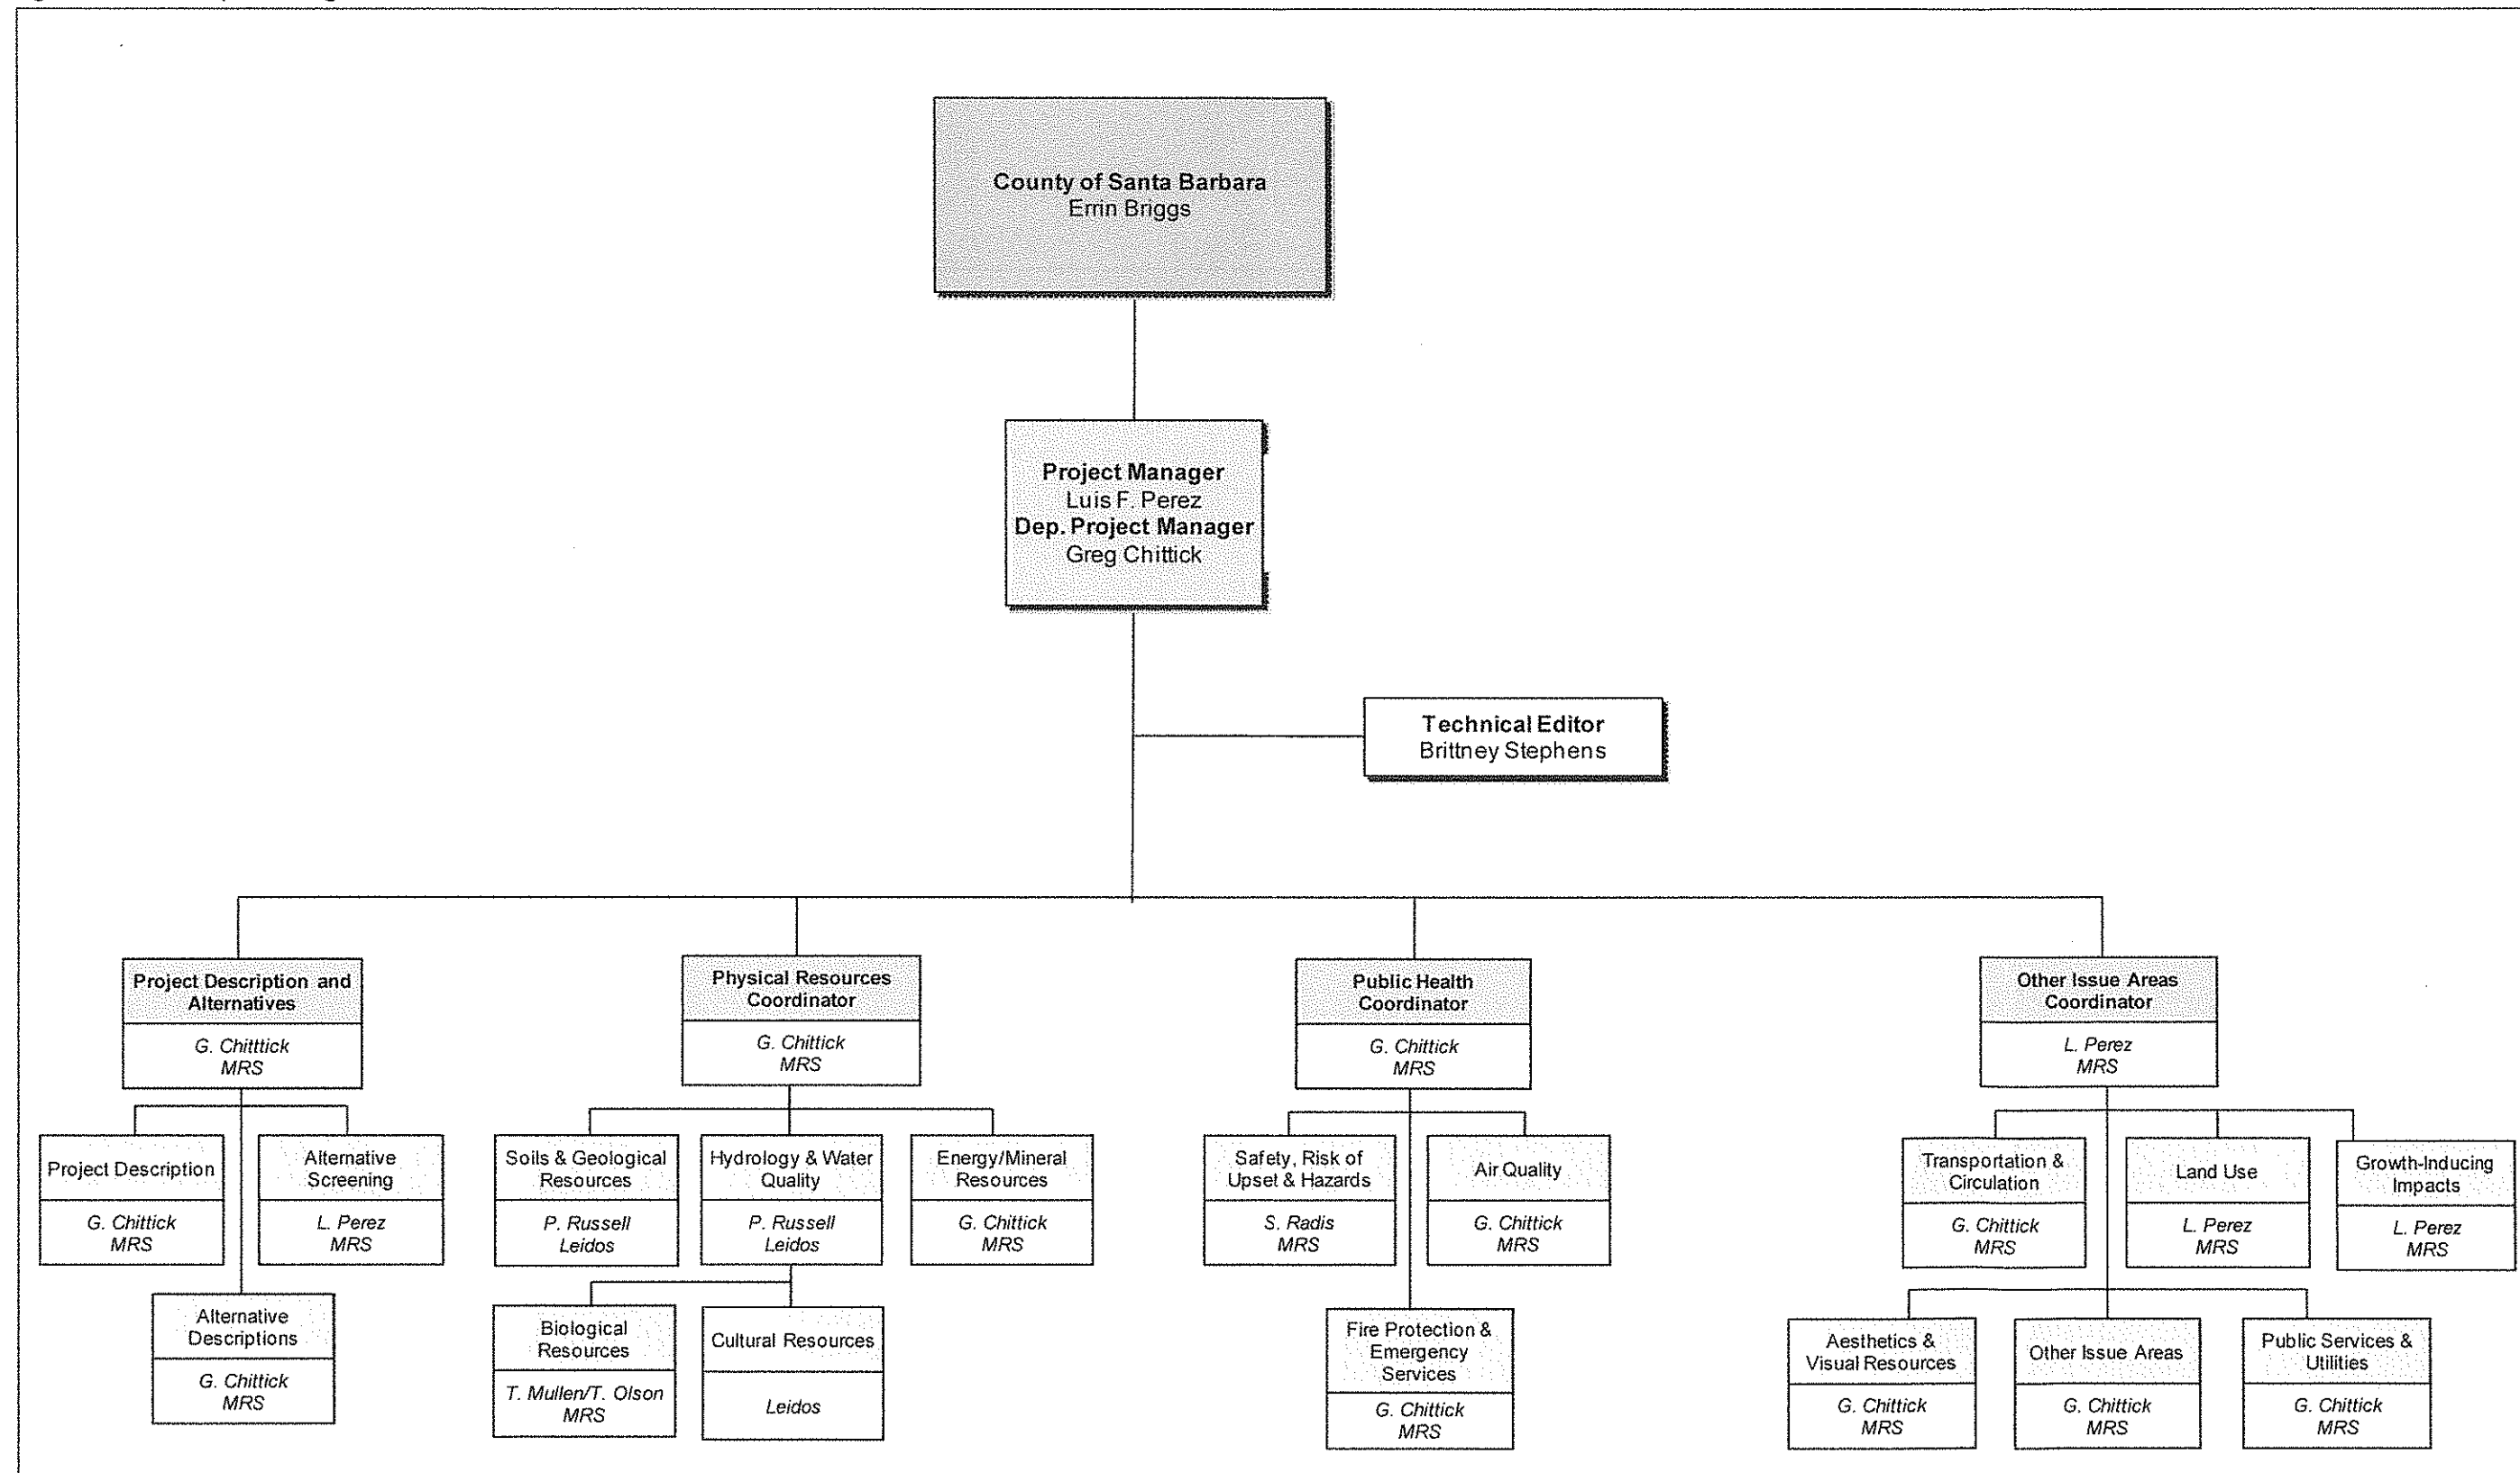 County of Santa Barbara
Errin Briggs
Project Manager
Luis F. Perez
Dep. Project Manager
Greg Chittick
Technical Editor
Brittney Stephens
Project Description and
Alternatives
G. Chitttick
MRS
Physical Resources
Coordinator
G. Chittick
MRS
Public Health
Coordinator
G. Chittick
MRS
Other Issue Areas
Coordinator
L. Perez
MRS
Project Description
G. Chittick
MRS
Alternative
Screening
L. Perez
MRS
Soils & Geological
Resources
P. Russell
Leidos
Hydrology & Water
Quality
P. Russell
Leidos
Energy/Mineral
Resources
G. Chittick
MRS
Safety, Risk of
Upset & Hazards
S. Radis
MRS
Air Quality
G. Chittick
MRS
Transportation &
Circulation
G. Chittick
MRS
Land Use
L. Perez
MRS
Growth-Inducing
Impacts
L. Perez
MRS
Alternative
Descriptions
G. Chittick
MRS
Biological
Resources
T. Mullen/T. Olson
MRS
Cultural Resources
Leidos
Fire Protection &
Emergency
Services
G. Chittick
MRS
Aesthetics &
Visual Resources
G. Chittick
MRS
Other Issue Areas
G. Chittick
MRS
Public Services &
Utilities
G. Chittick
MRS